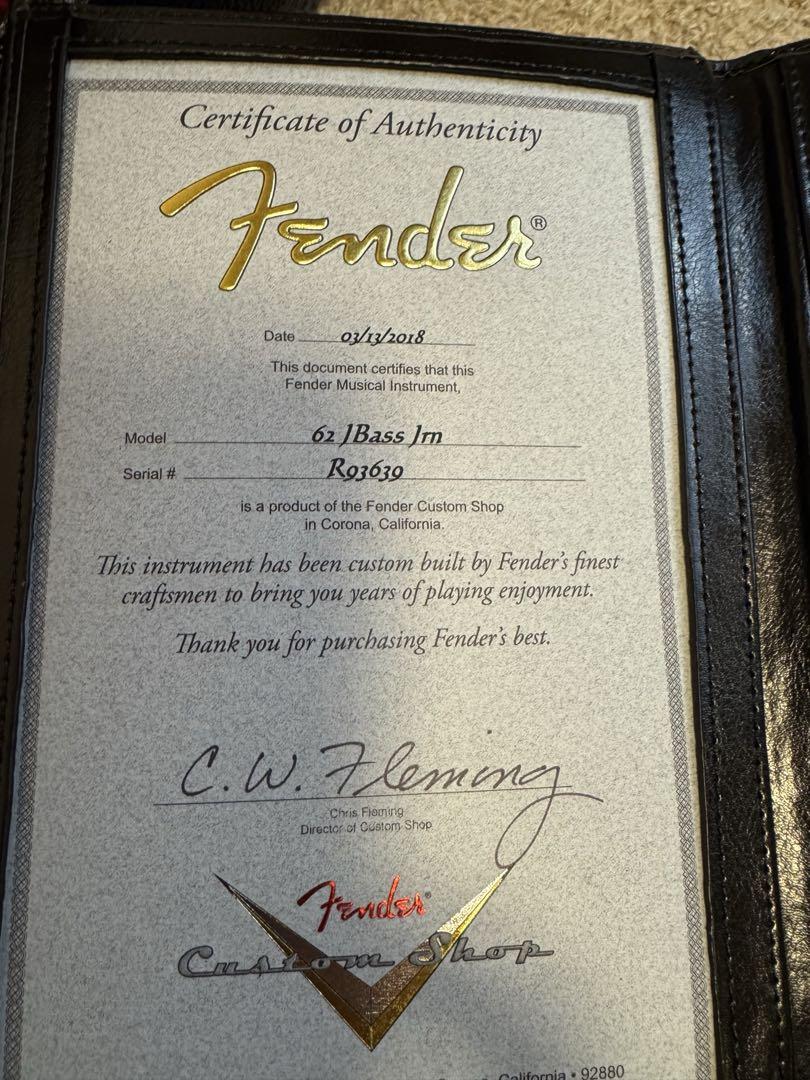 Certificate of Authenticity
Fender®
Date 03/13/2018
This document certifies that this
Fender Musical Instrument,
Model 62 JBass Jrn
Serial # R93639
is a product of the Fender Custom Shop
in Corona, California.
This instrument has been custom built by Fender's finest
craftsmen to bring you years of playing enjoyment.
Thank you for purchasing Fender's best.
C. W. Fleming
Chris Fleming
Director of Custom Shop
Fender®
Custom Shop
California • 92880